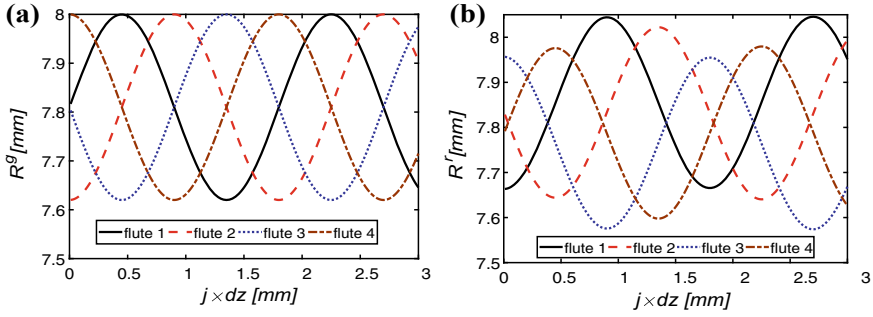 (a)
8
7.9
7.8
7.7
7.6
7.5
R^g[mm]
flute 1 flute 2 flute 3 flute 4
0 0.5 1 1.5 2 2.5 3
j×dz [mm]
(b)
8
7.9
7.8
7.7
7.6
7.5
R^r[mm]
flute 1 flute 2 flute 3 flute 4
0 0.5 1 1.5 2 2.5
j×dz [mm]